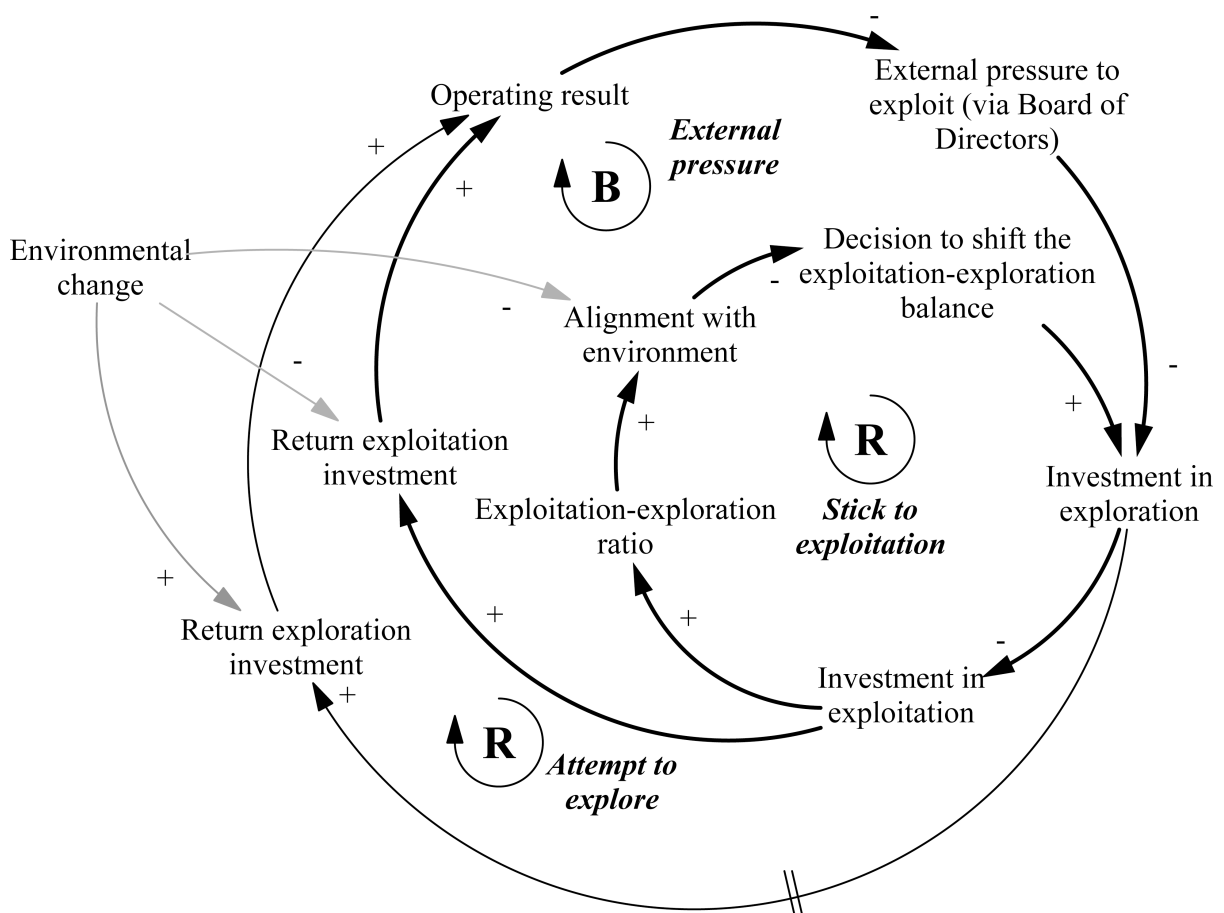 -
External pressure to
exploit (via Board of
Directors)
Operating result
+
+
External
pressure
B
Environmental
change
-
-
+
Decision to shift the
exploitation-exploration
balance
-
Alignment with
environment
+
-
+
R
Stick to
exploitation
Return exploitation
investment
Exploitation-exploration
ratio
Investment in
exploration
Return exploration
investment
+
+
+
-
Investment in
exploitation
R
Attempt to
explore